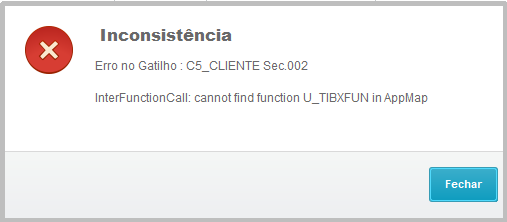 Inconsistência
Erro no Gatilho : C5_CLIENTE Sec.002
InterFunctionCall: cannot find function U_TIBXFUN in AppMap
Fechar